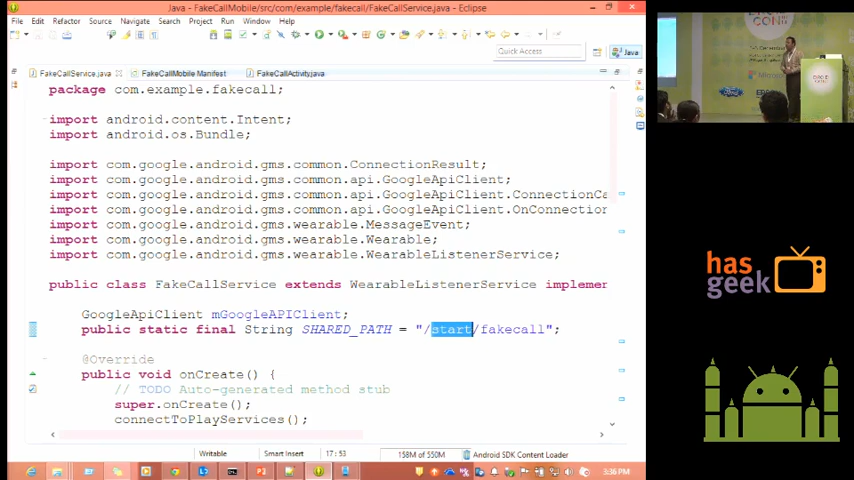 Java - FakeCallMobile/src/com/example/fakecall/FakeCallService.java - Eclipse
File Edit Refactor Source Navigate Search Project Run Window Help
Quick Access
Java
FakeCallService.java
FakeCallMobile Manifest
FakeCallActivity.java
package com.example.fakecall;
import android.content.Intent;
import android.os.Bundle;
import com.google.android.gms.common.ConnectionResult;
import com.google.android.gms.common.api.GoogleApiClient;
import com.google.android.gms.common.api.GoogleApiClient.ConnectionCa
import com.google.android.gms.common.api.GoogleApiClient.OnConnection
import com.google.android.gms.wearable.MessageEvent;
import com.google.android.gms.wearable.Wearable;
import com.google.android.gms.wearable.WearableListenerService;
public class FakeCallService extends WearableListenerService implemen
GoogleApiClient mGoogleAPIClient;
public static final String SHARED_PATH = "/start/fakecall";
@Override
public void onCreate() {
// TODO Auto-generated method stub
super.onCreate();
connectToPlayServices();
Writable
Smart Insert
17 : 53
158M of 550M
Android SDK Content Loader
3:36 PM
CON
Ford
has
geek